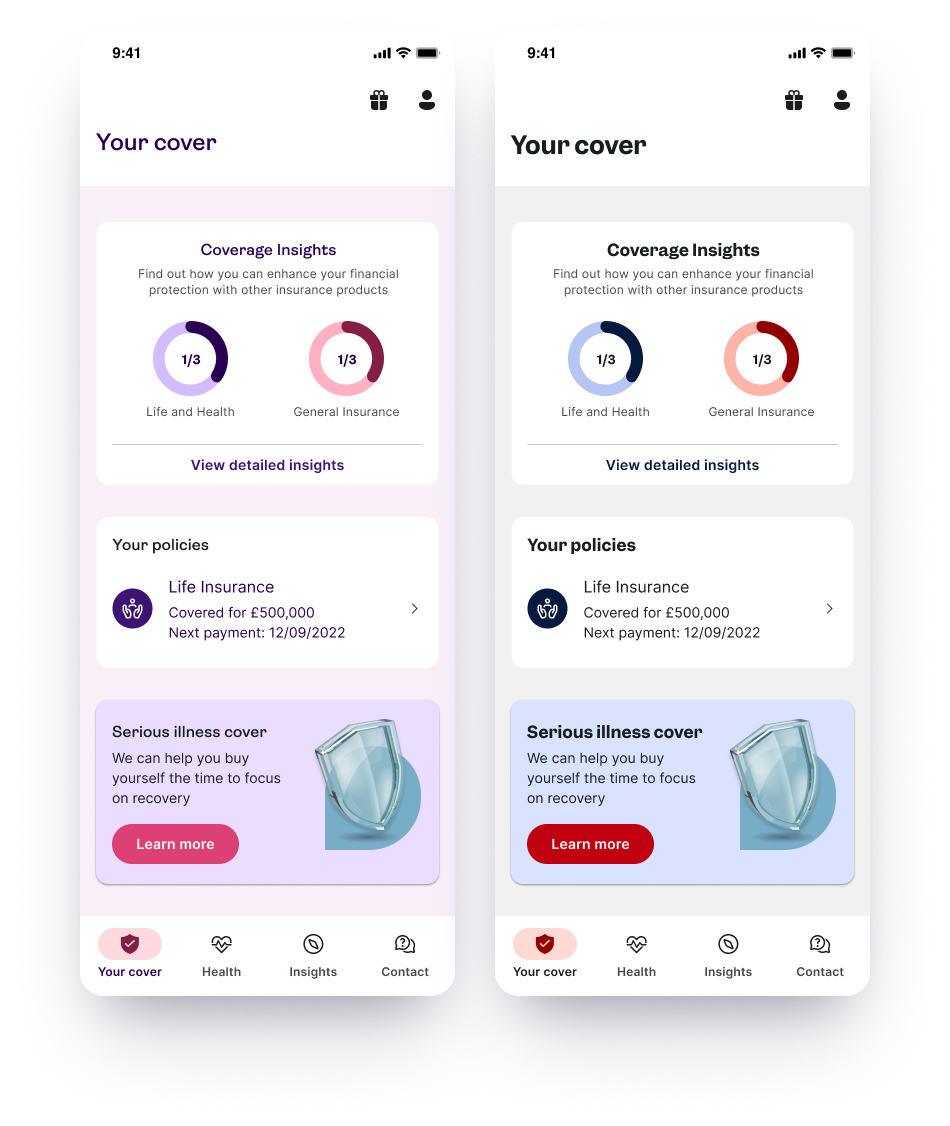 9:41
Your cover
Coverage Insights
Find out how you can enhance your financial
protection with other insurance products
1/3
1/3
Life and Health
General Insurance
View detailed insights
Your policies
Life Insurance
Covered for £500,000
Next payment: 12/09/2022
Serious illness cover
We can help you buy
yourself the time to focus
on recovery
Learn more
Your cover
Health
Insights
Contact
9:41
Your cover
Coverage Insights
Find out how you can enhance your financial
protection with other insurance products
1/3
1/3
Life and Health
General Insurance
View detailed insights
Your policies
Life Insurance
Covered for £500,000
Next payment: 12/09/2022
Serious illness cover
We can help you buy
yourself the time to focus
on recovery
Learn more
Your cover
Health
Insights
Contact